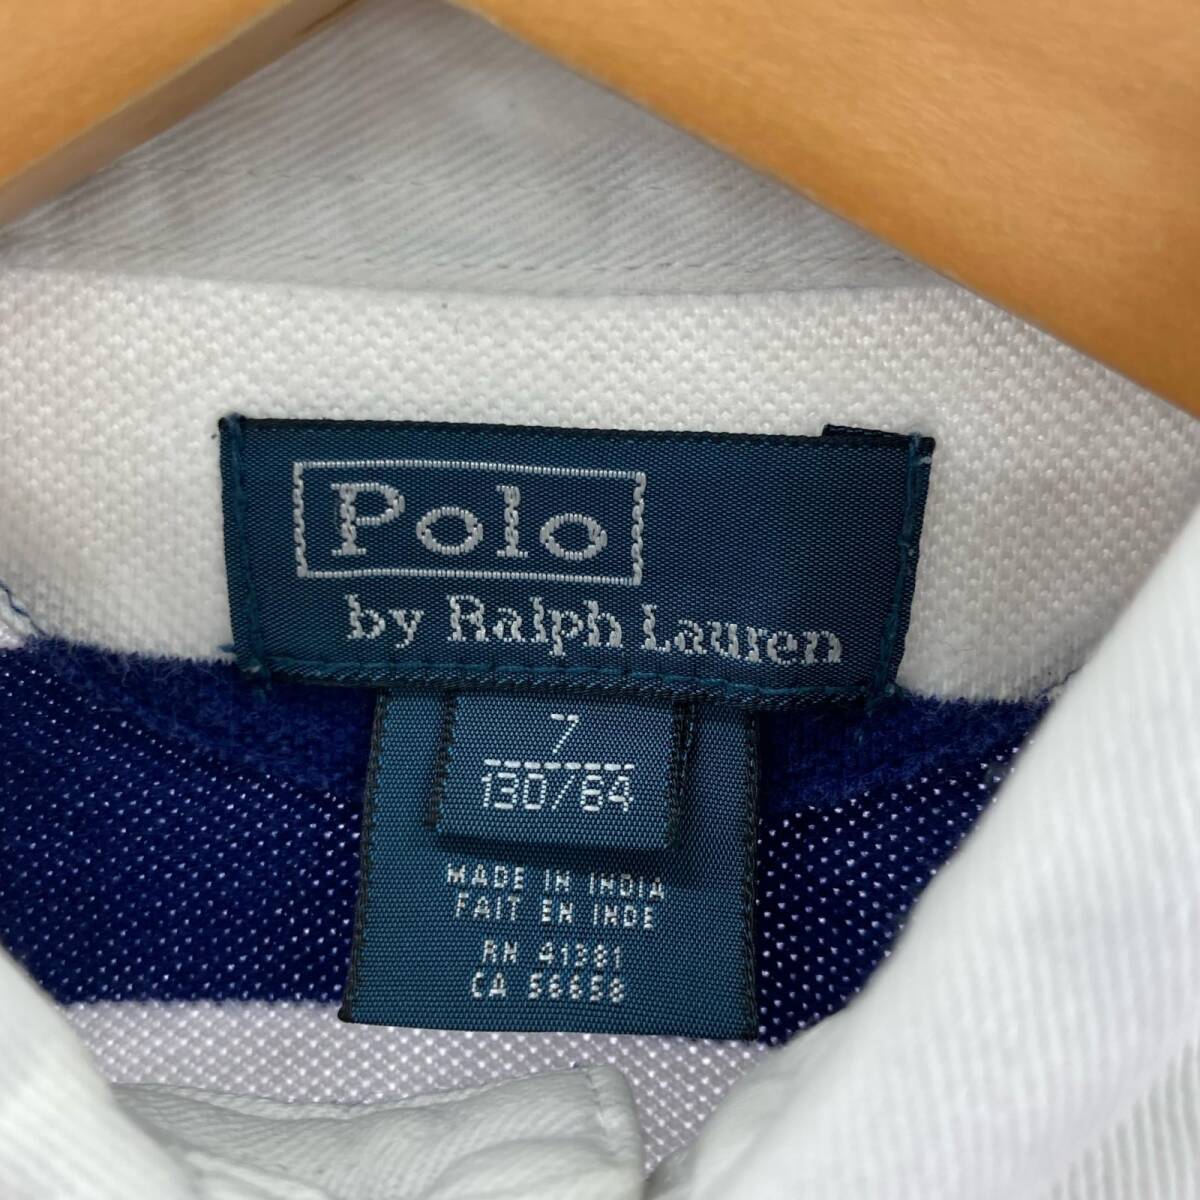 Polo
by Ralph Lauren
7
130/64
MADE IN INDIA
FAIT EN INDE
RN 41381
CA 56658